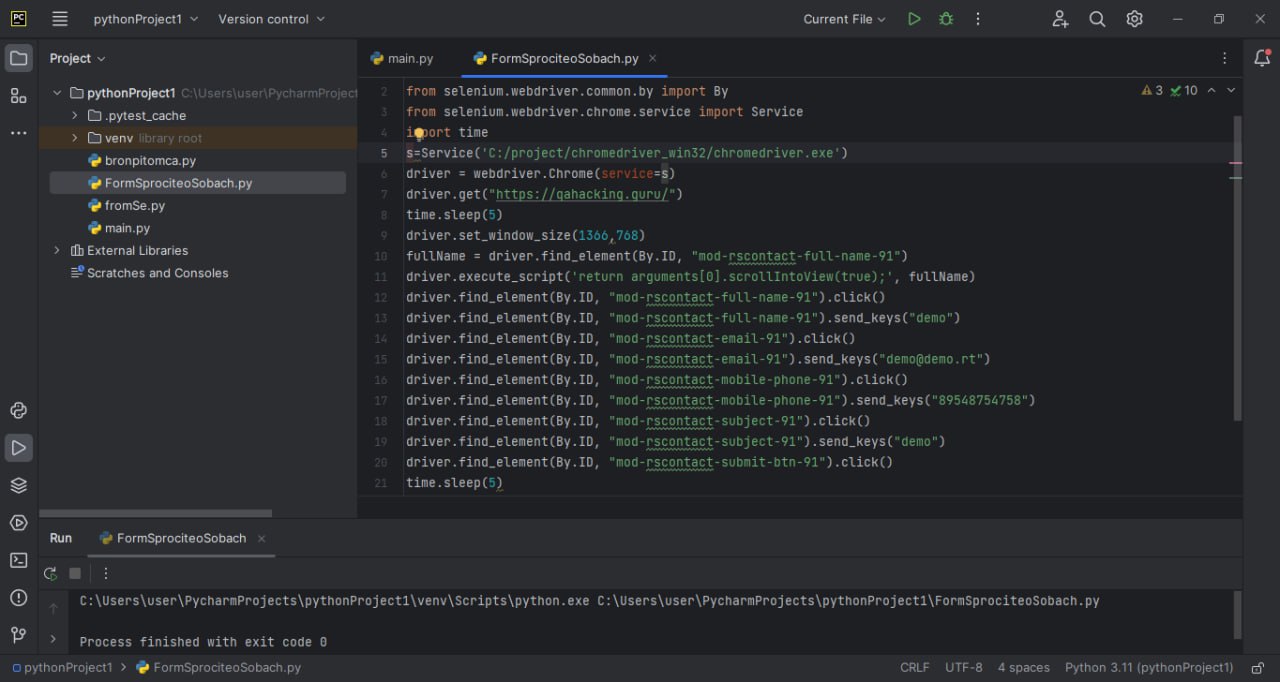 PC pythonProject1 Version control Current File
Project main.py FormSprociteoSobach.py
pythonProject1 C:\Users\user\PycharmProject
.pytest_cache
venv library root
bronpitomca.py
FormSprociteoSobach.py
fromSe.py
main.py
External Libraries
Scratches and Consoles
3 10
2 from selenium.webdriver.common.by import By
3 from selenium.webdriver.chrome.service import Service
4 import time
5 s=Service('C:/project/chromedriver_win32/chromedriver.exe')
6 driver = webdriver.Chrome(service=s)
7 driver.get("https://qahacking.guru/")
8 time.sleep(5)
9 driver.set_window_size(1366,768)
10 fullName = driver.find_element(By.ID, "mod-rscontact-full-name-91")
11 driver.execute_script('return arguments[0].scrollIntoView(true);', fullName)
12 driver.find_element(By.ID, "mod-rscontact-full-name-91").click()
13 driver.find_element(By.ID, "mod-rscontact-full-name-91").send_keys("demo")
14 driver.find_element(By.ID, "mod-rscontact-email-91").click()
15 driver.find_element(By.ID, "mod-rscontact-email-91").send_keys("demo@demo.rt")
16 driver.find_element(By.ID, "mod-rscontact-mobile-phone-91").click()
17 driver.find_element(By.ID, "mod-rscontact-mobile-phone-91").send_keys("89548754758")
18 driver.find_element(By.ID, "mod-rscontact-subject-91").click()
19 driver.find_element(By.ID, "mod-rscontact-subject-91").send_keys("demo")
20 driver.find_element(By.ID, "mod-rscontact-submit-btn-91").click()
21 time.sleep(5)
Run FormSprociteoSobach
C:\Users\user\PycharmProjects\pythonProject1\venv\Scripts\python.exe C:\Users\user\PycharmProjects\pythonProject1\FormSprociteoSobach.py
Process finished with exit code 0
pythonProject1 FormSprociteoSobach.py CRLF UTF-8 4 spaces Python 3.11 (pythonProject1)